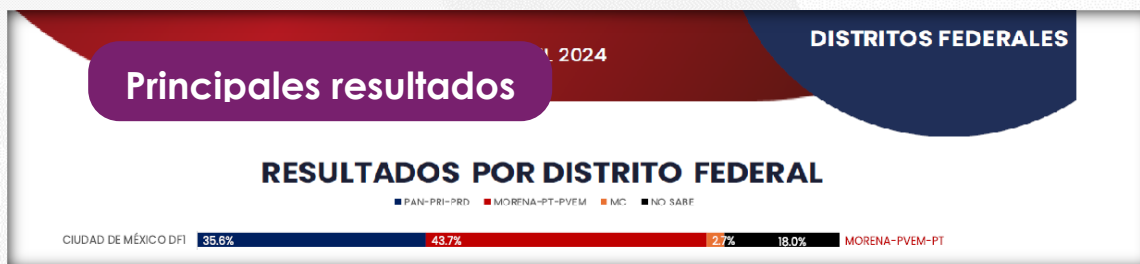 DISTRITOS FEDERALES
2024
Principales resultados
RESULTADOS POR DISTRITO FEDERAL
PAN-PRI-PRD MORENA-PT-PVEM MC NO SABE
CIUDAD DE MÉXICO DF1 35.6% 43.7% 2.7% 18.0% MORENA-PVEM-PT